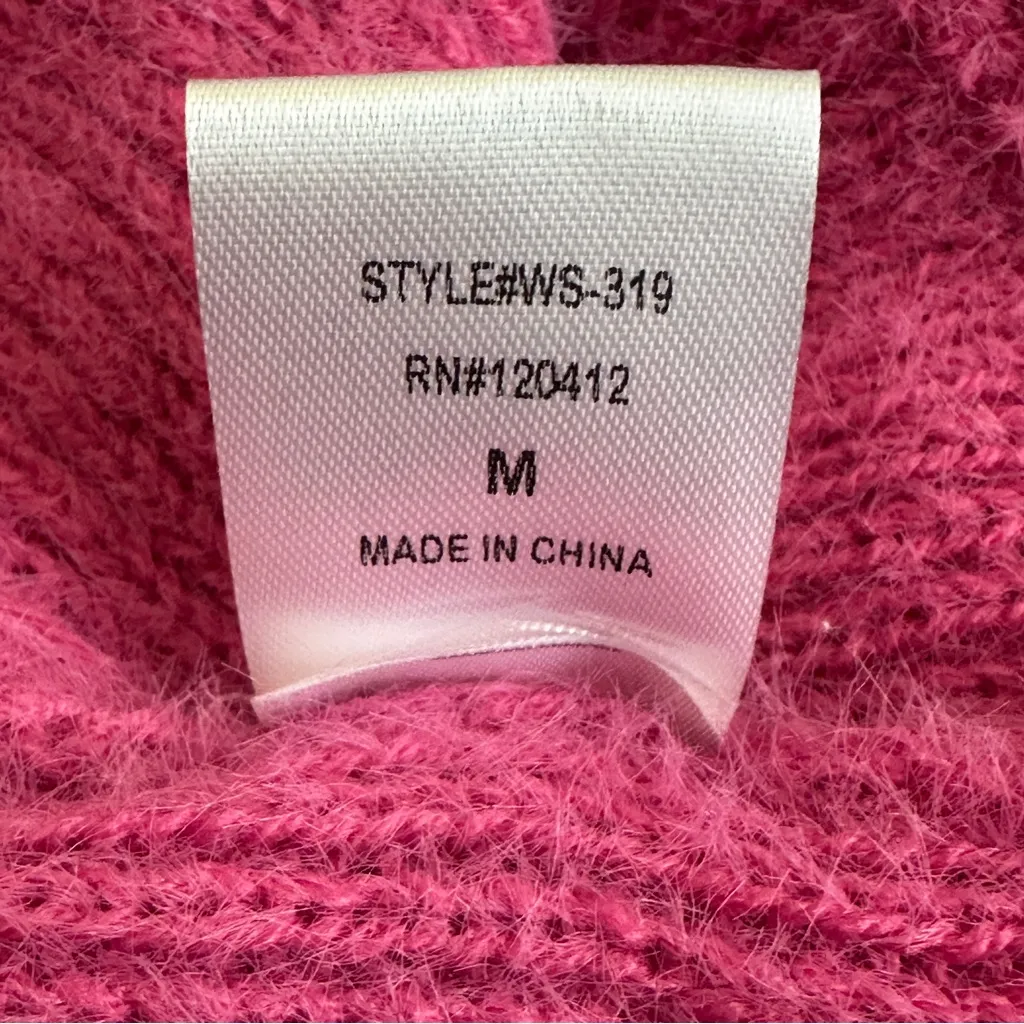 STYLE#WS-319
RN#120412
M
MADE IN CHINA